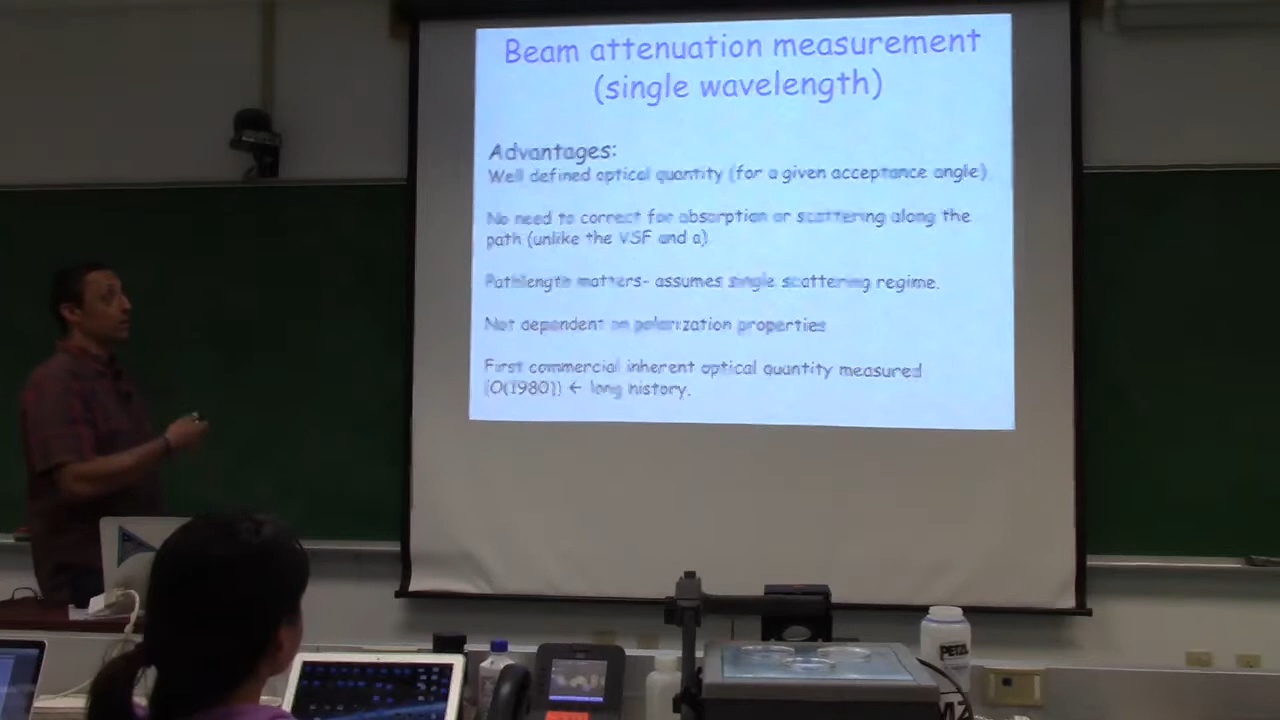 Beam attenuation measurement
(single wavelength)
Advantages:
Well defined optical quantity (for a given acceptance angle)
No need to correct for absorption or scattering along the
path (unlike the VSF and a)
Pathlength matters- assumes single scattering regime.
Not dependent on polarization properties
First commercial inherent optical quantity measured
(O(1980)) ← long history.
PETZL